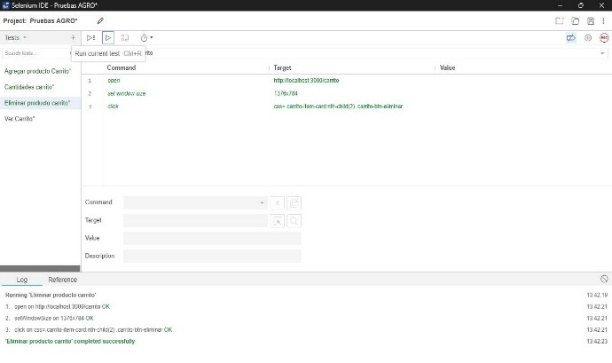 Selenium IDE - Pruebas AGRO*
Project: Pruebas AGRO*
Tests
Search tests...
Run current test Ctrl+R
Command Target Value
Agregar producto Carrito*
Cantidades carrito*
Eliminar producto carrito*
Ver Carrito*
1 open http://localhost:3000/carrito
2 set window size 1376x784
3 click css=.carrito-item-card:nth-child(2) .carrito-btn-eliminar
Command
Target
Value
Description
Log Reference
Running 'Eliminar producto carrito' 13:42:19
1. open on http://localhost:3000/carrito OK 13:42:21
2. setWindowSize on 1376x784 OK 13:42:21
3. click on css=.carrito-item-card:nth-child(2) .carrito-btn-eliminar OK 13:42:21
'Eliminar producto carrito' completed successfully 13:42:23